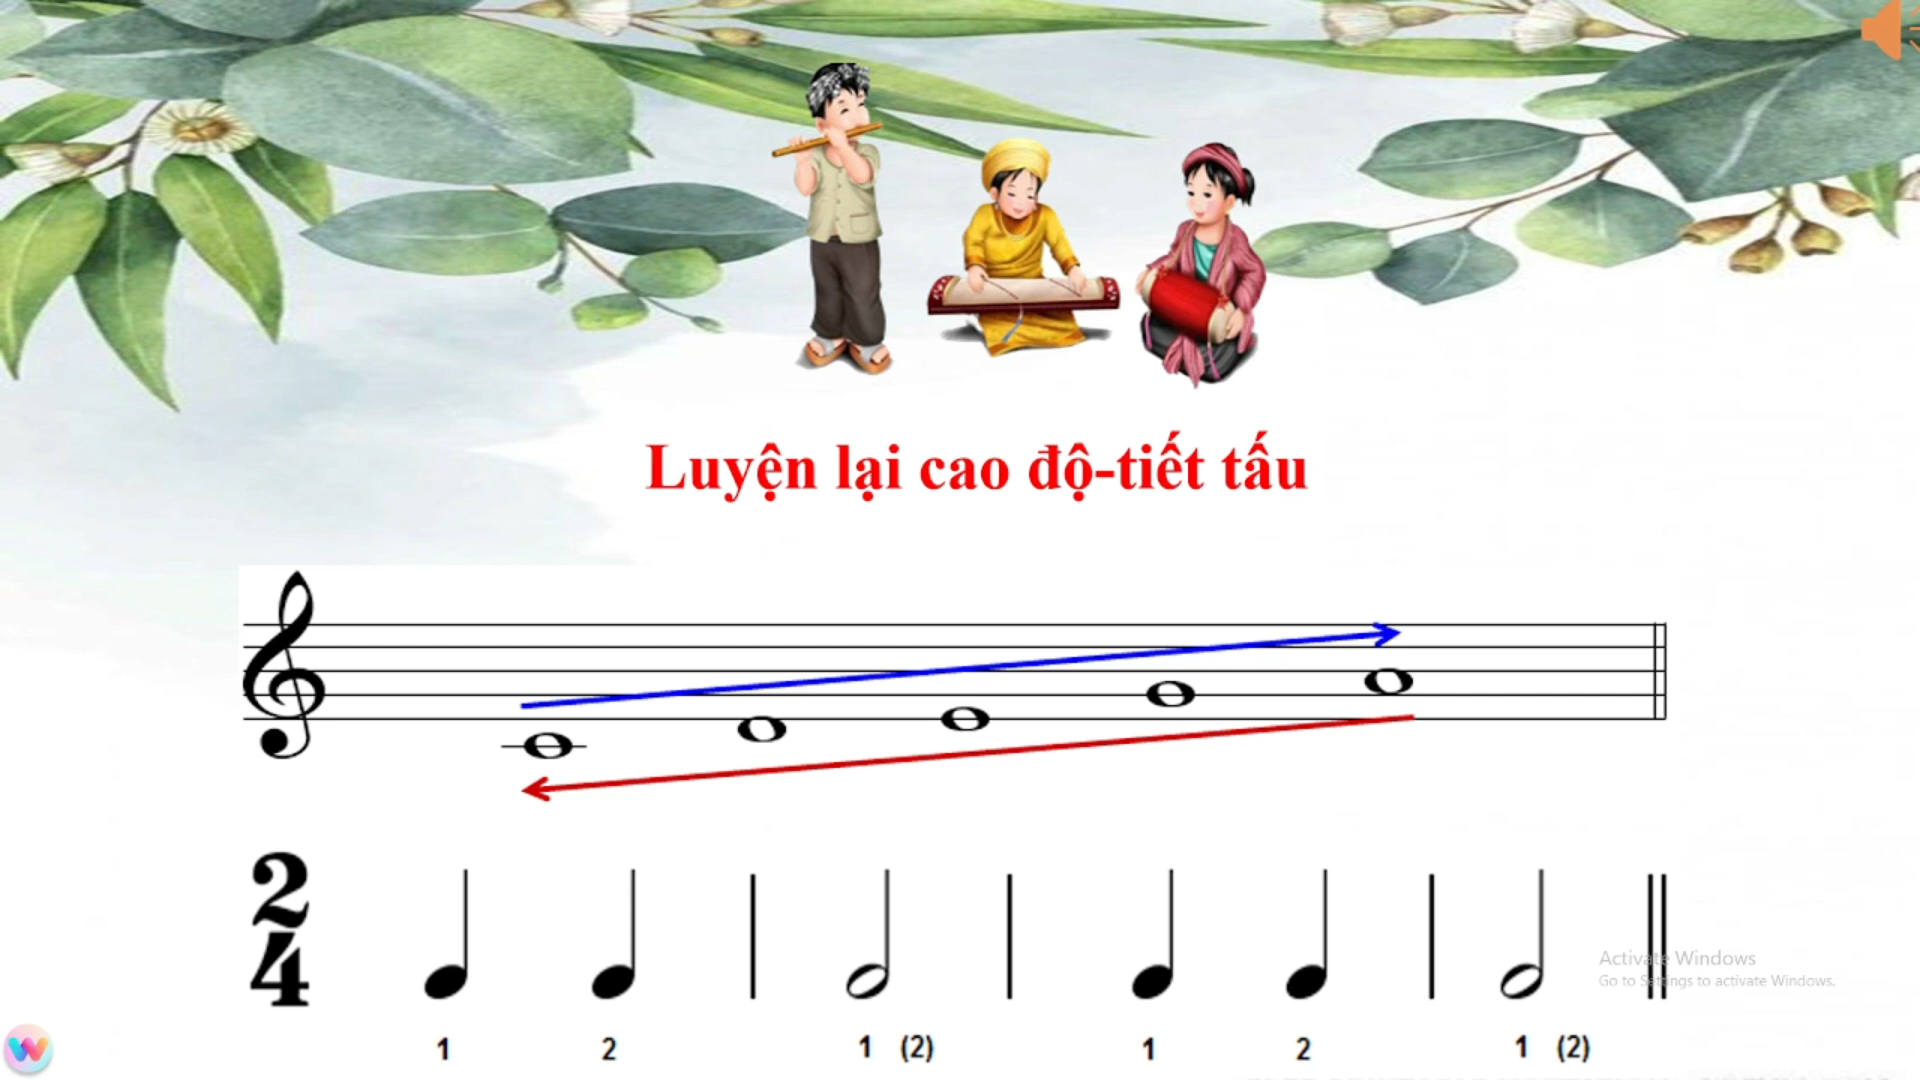 Luyện lại cao độ-tiết tấu
2
4
1 2 1 (2) 1 2 1 (2)
Activate Windows
Go to Settings to activate Windows.